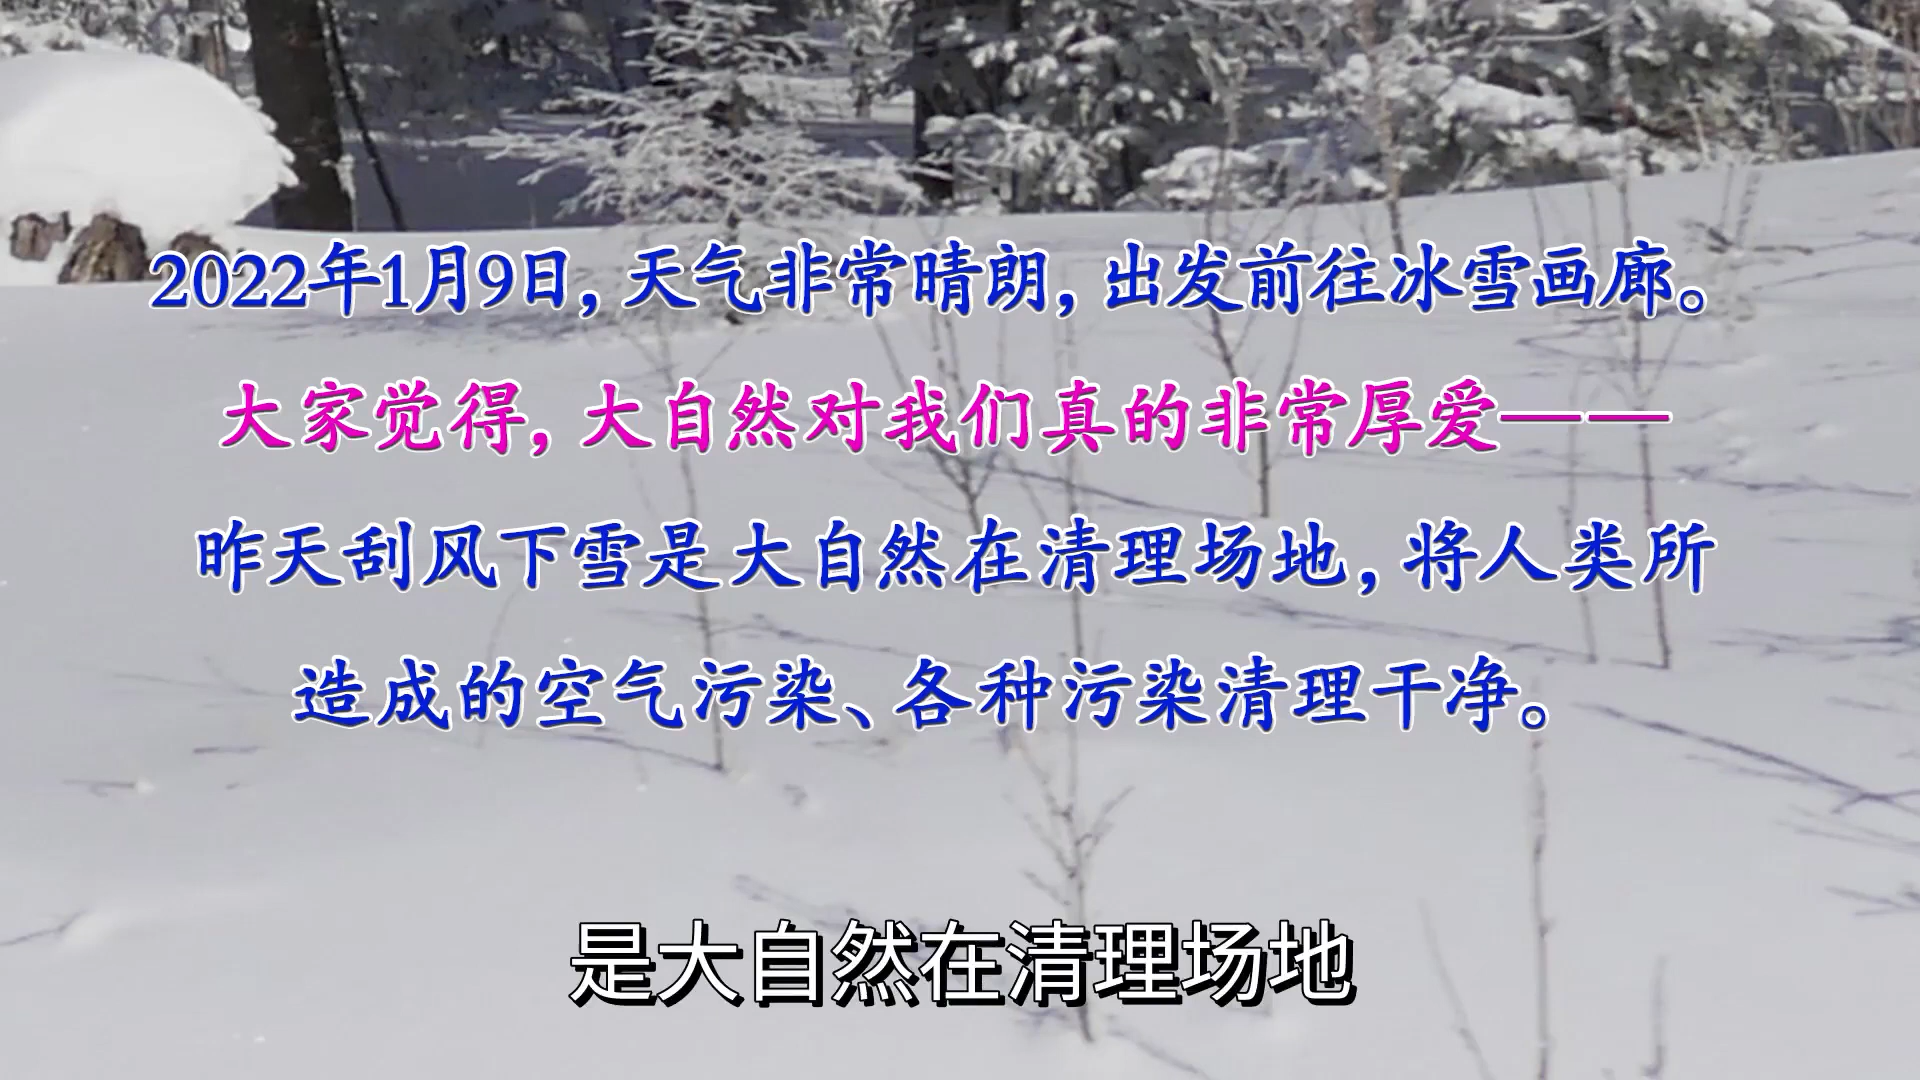 2022年1月9日，天气非常晴朗，出发前往冰雪画廊。
大家觉得，大自然对我们真的非常厚爱——
昨天刮风下雪是大自然在清理场地，将人类所
造成的空气污染、各种污染清理干净。
是大自然在清理场地